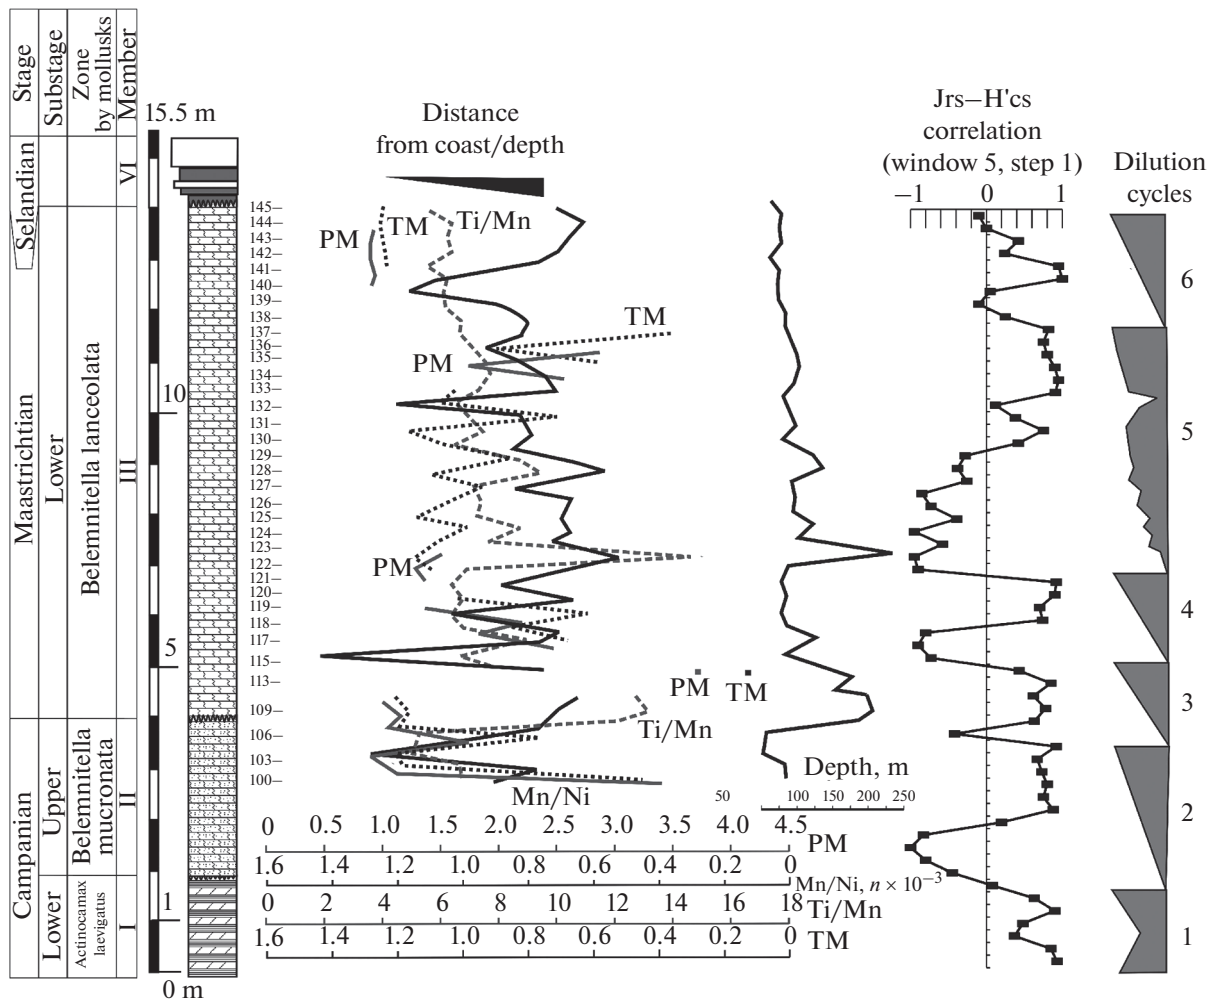 Stage
Substage
Zone
by mollusks
Member
15.5 m
Distance
from coast/depth
Jrs–H'cs
correlation
(window 5, step 1)
Dilution
cycles
–1
0
1
Selandian
VI
Maastrichtian
Lower
Belemnitella lanceolata
III
Campanian
Upper
Belemnitella
mucronata
II
Lower
Actinocamax
laevigatus
I
10
5
1
0 m
145
144
143
142
141
140
139
138
137
136
135
134
133
132
131
130
129
128
127
126
125
124
123
122
121
120
119
118
117
115
113
109
106
103
100
PM
TM
Ti/Mn
TM
PM
PM
PM
TM
Ti/Mn
Mn/Ni
Depth, m
50
100
150
200
250
0
0.5
1.0
1.5
2.0
2.5
3.0
3.5
4.0
4.5
PM
1.6
1.4
1.2
1.0
0.8
0.6
0.4
0.2
0
Mn/Ni, n × 10–3
0
2
4
6
8
10
12
14
16
18
Ti/Mn
1.6
1.4
1.2
1.0
0.8
0.6
0.4
0.2
0
TM
6
5
4
3
2
1